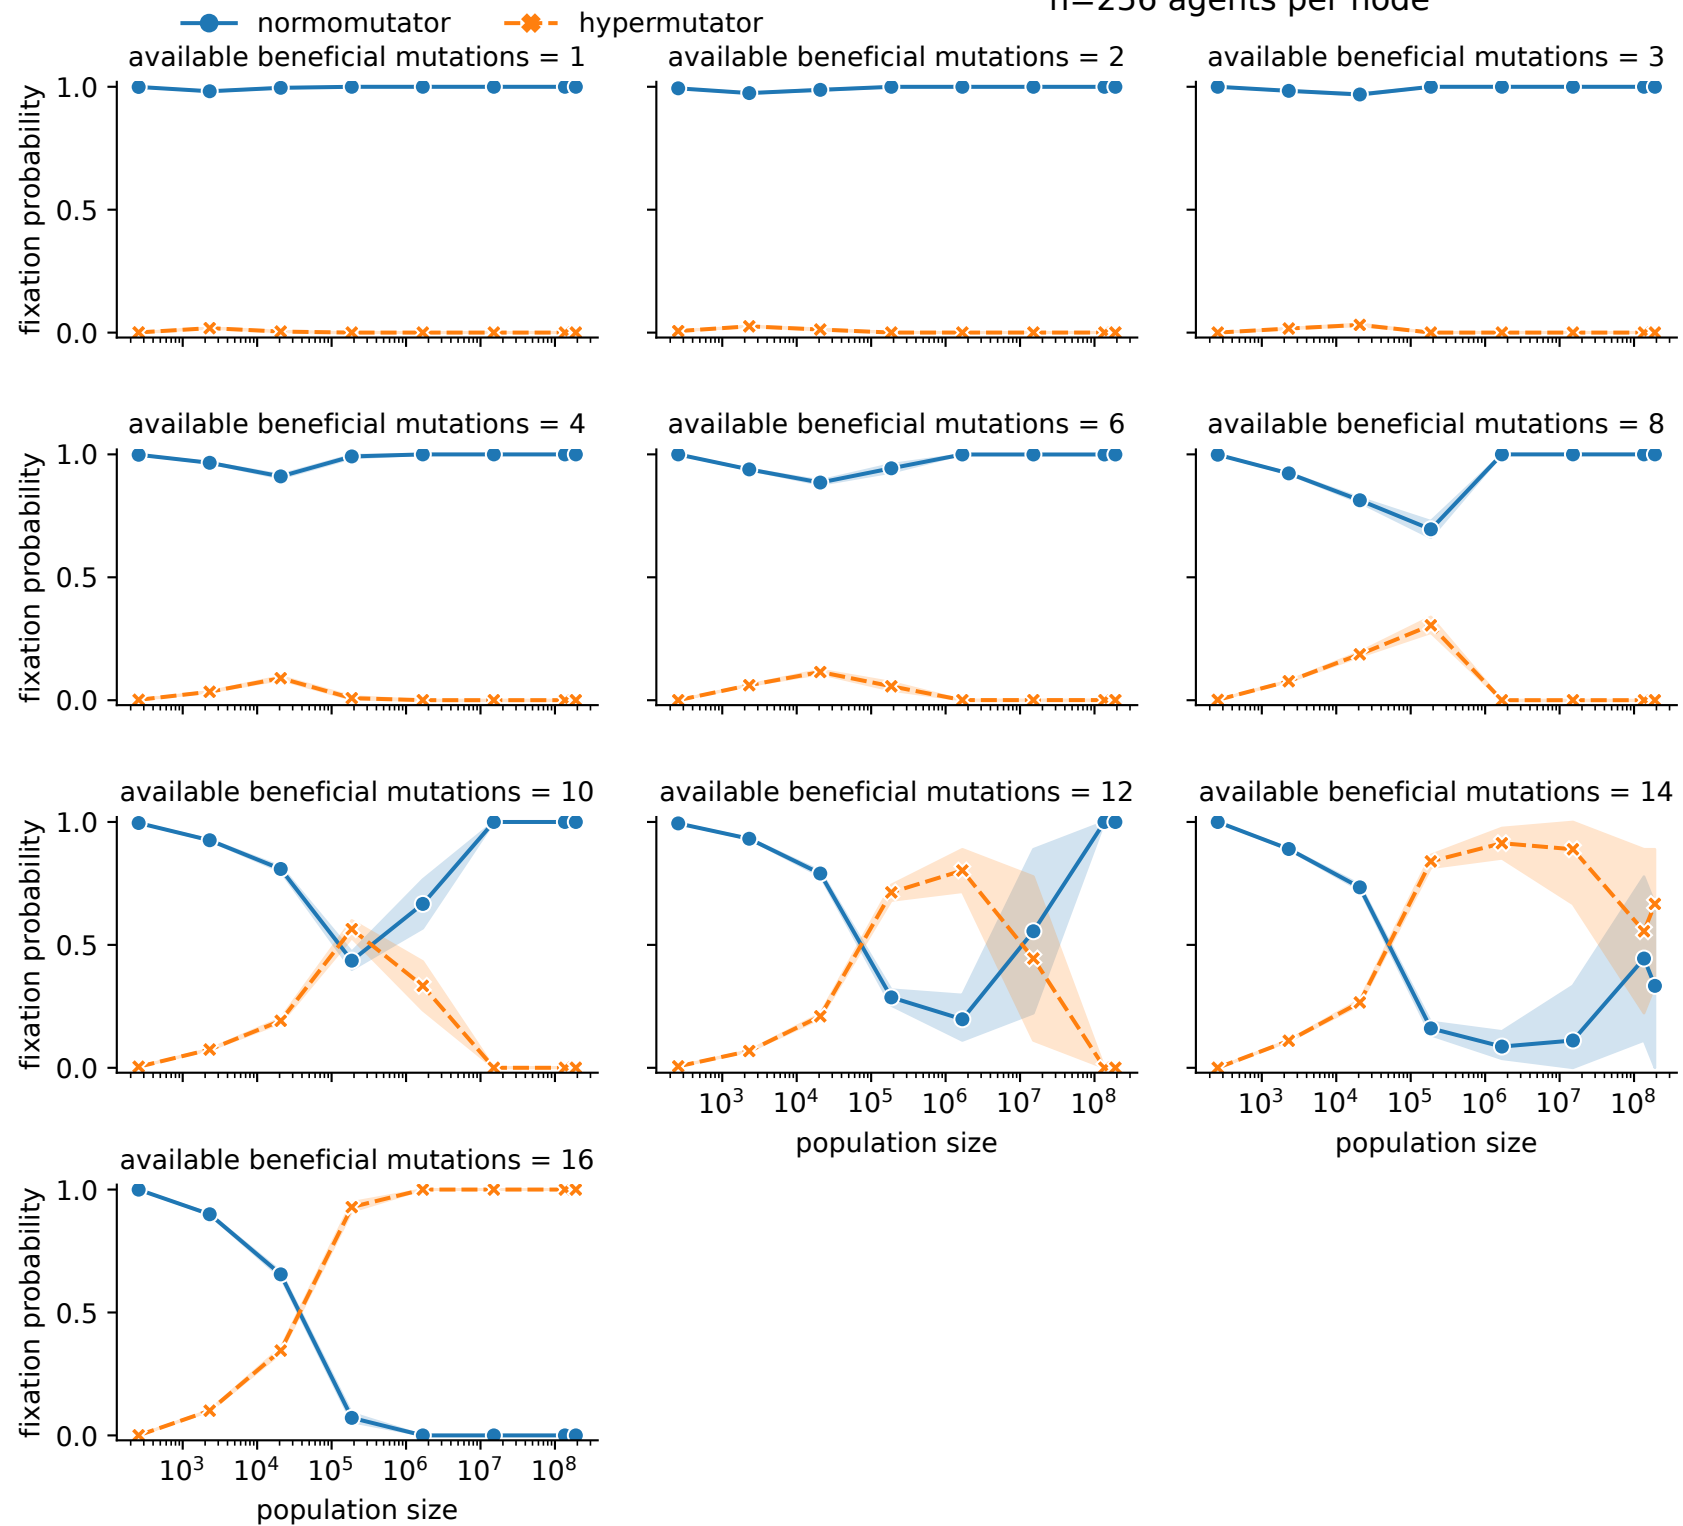 n=256 agents per node
normomutator hypermutator
available beneficial mutations = 1
available beneficial mutations = 2
available beneficial mutations = 3
fixation probability
1.0
0.5
0.0
available beneficial mutations = 4
available beneficial mutations = 6
available beneficial mutations = 8
fixation probability
1.0
0.5
0.0
available beneficial mutations = 10
available beneficial mutations = 12
available beneficial mutations = 14
fixation probability
1.0
0.5
0.0
10³ 10⁴ 10⁵ 10⁶ 10⁷ 10⁸
population size
10³ 10⁴ 10⁵ 10⁶ 10⁷ 10⁸
population size
available beneficial mutations = 16
fixation probability
1.0
0.5
0.0
10³ 10⁴ 10⁵ 10⁶ 10⁷ 10⁸
population size